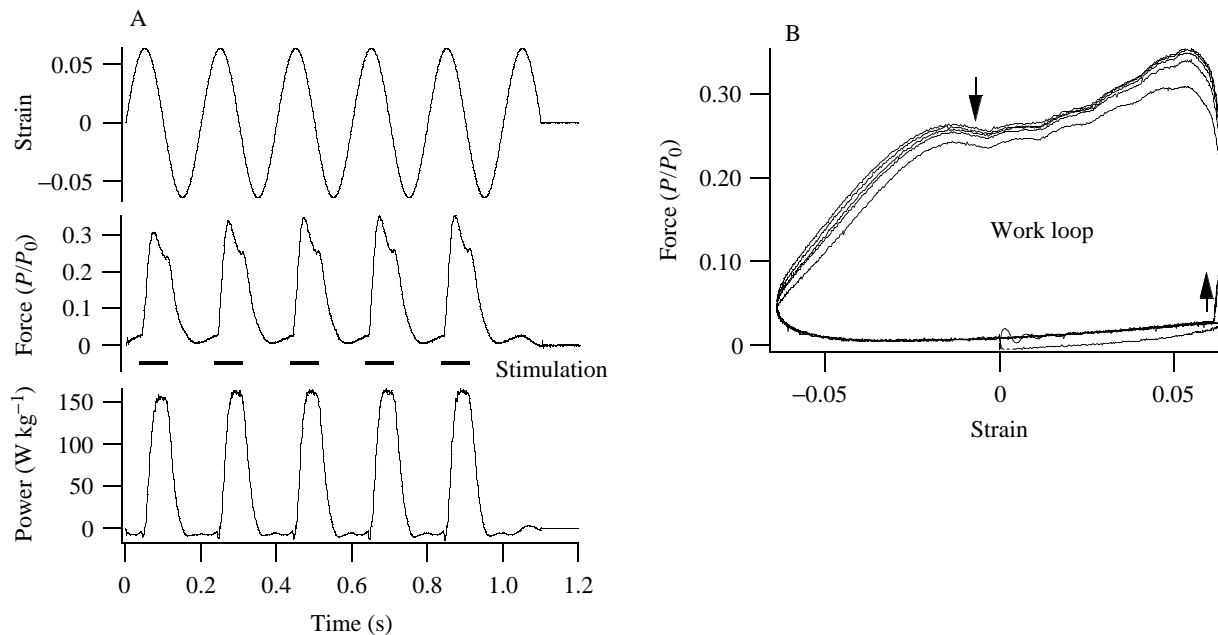 A
0.05
0
−0.05
Strain
0.3
0.2
0.1
0
Force (P/P0)
Stimulation
150
100
50
0
Power (W kg−1)
0
0.2
0.4
0.6
0.8
1.0
1.2
Time (s)
B
0.30
0.20
0.10
0
Force (P/P0)
Work loop
−0.05
0
0.05
Strain